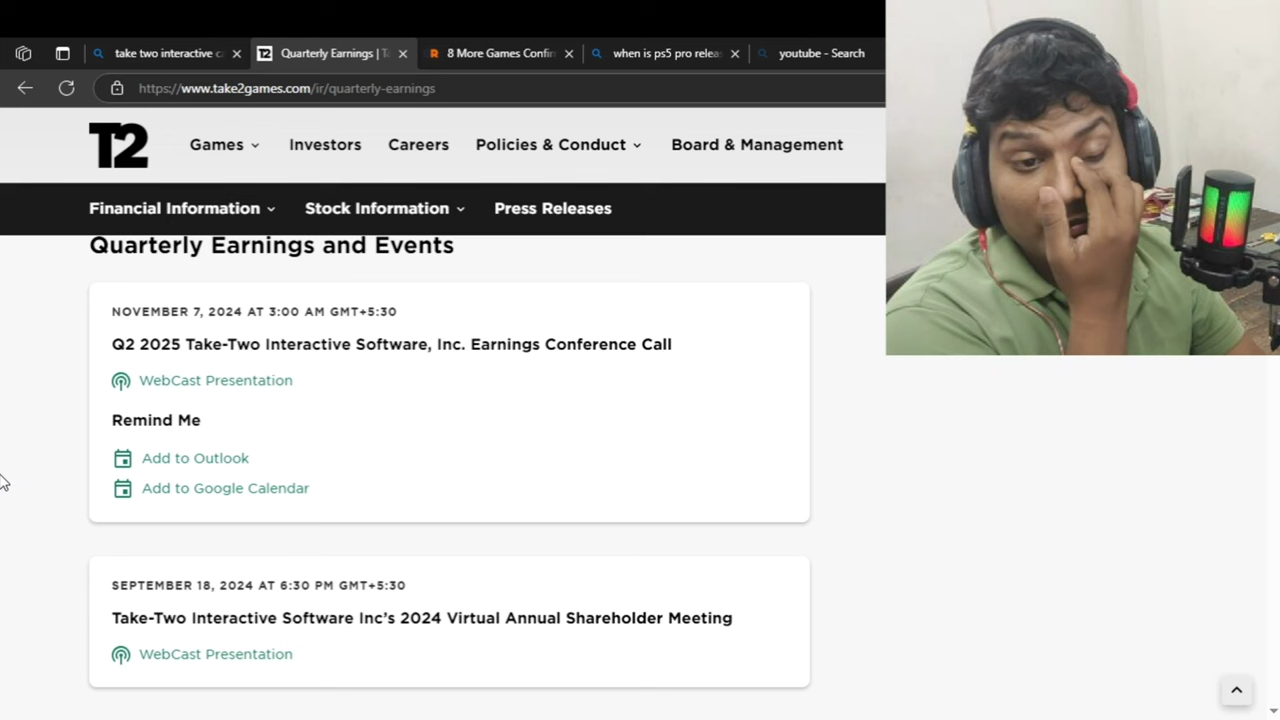 take two interactive c
Quarterly Earnings | Ta
8 More Games Confir
when is ps5 pro relea
youtube - Search
https://www.take2games.com/ir/quarterly-earnings
T2
Games
Investors
Careers
Policies & Conduct
Board & Management
Financial Information
Stock Information
Press Releases
Quarterly Earnings and Events
NOVEMBER 7, 2024 AT 3:00 AM GMT+5:30
Q2 2025 Take-Two Interactive Software, Inc. Earnings Conference Call
WebCast Presentation
Remind Me
Add to Outlook
Add to Google Calendar
SEPTEMBER 18, 2024 AT 6:30 PM GMT+5:30
Take-Two Interactive Software Inc’s 2024 Virtual Annual Shareholder Meeting
WebCast Presentation